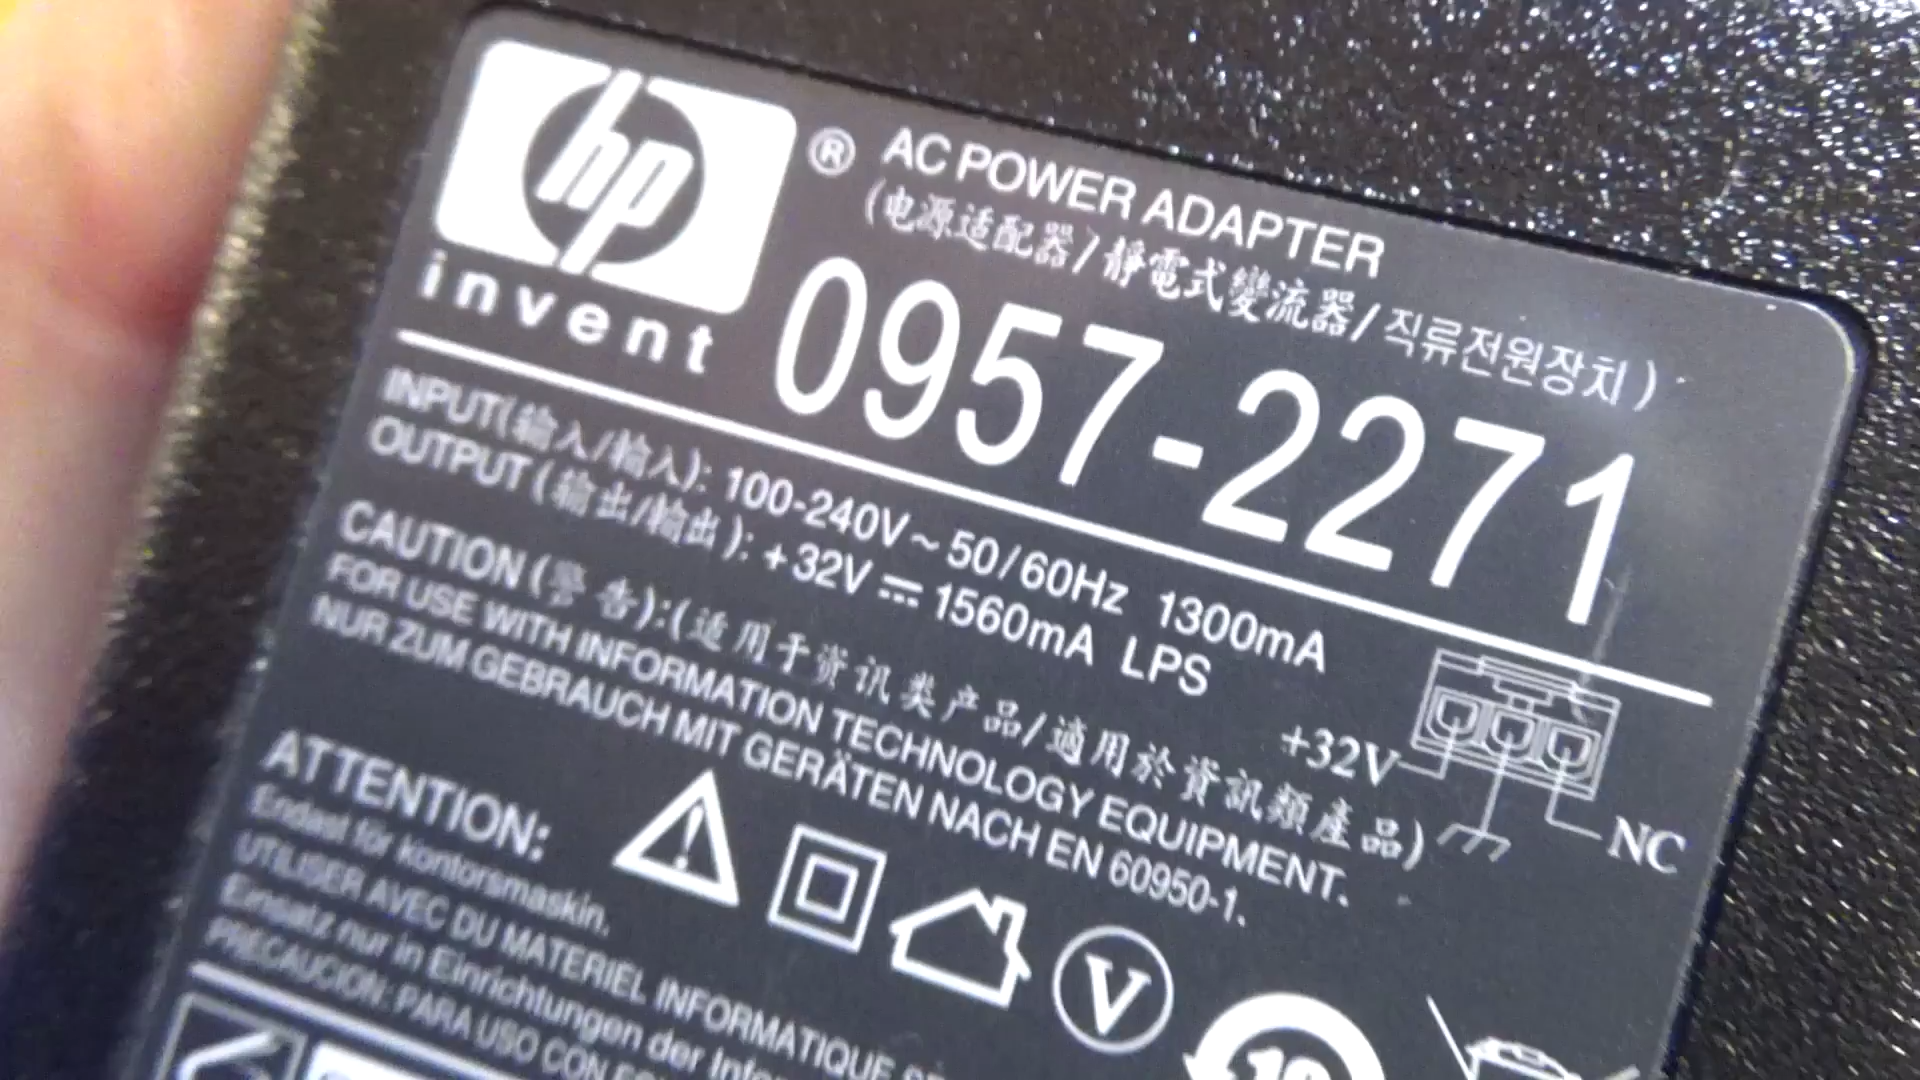 hp
invent
®
AC POWER ADAPTER
(电源适配器/靜電式變流器/직류전원장치)
0957-2271
INPUT(输入/輸入): 100-240V~50/60Hz 1300mA
OUTPUT(输出/輸出): +32V⎓1560mA LPS
CAUTION(警告):(适用于资讯类产品/適用於資訊類產品)
FOR USE WITH INFORMATION TECHNOLOGY EQUIPMENT.
NUR ZUM GEBRAUCH MIT GERÄTEN NACH EN 60950-1.
+32V
NC
ATTENTION:
Endast för kontorsmaskin.
UTILISER AVEC DU MATERIEL INFORMATIQUE
Einsatz nur in Einrichtungen der
PRECAUCION: PARA USO CON
V
10